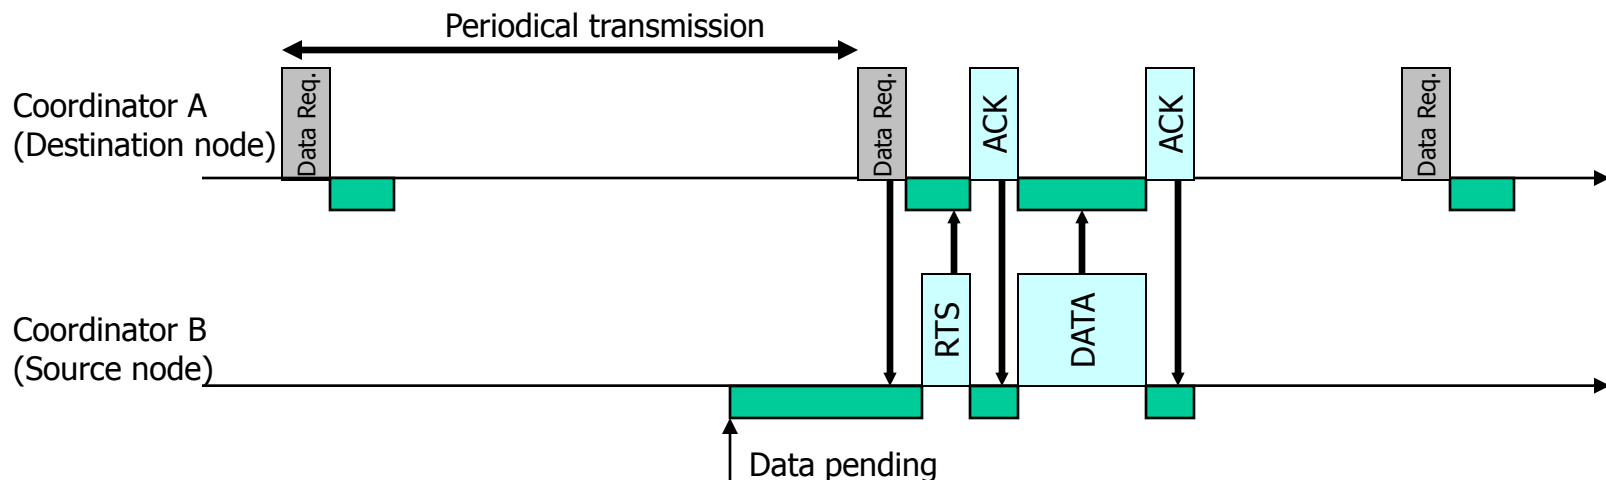 Periodical transmission
Coordinator A
(Destination node)
Data Req.
Data Req.
ACK
ACK
Data Req.
Coordinator B
(Source node)
RTS
DATA
Data pending